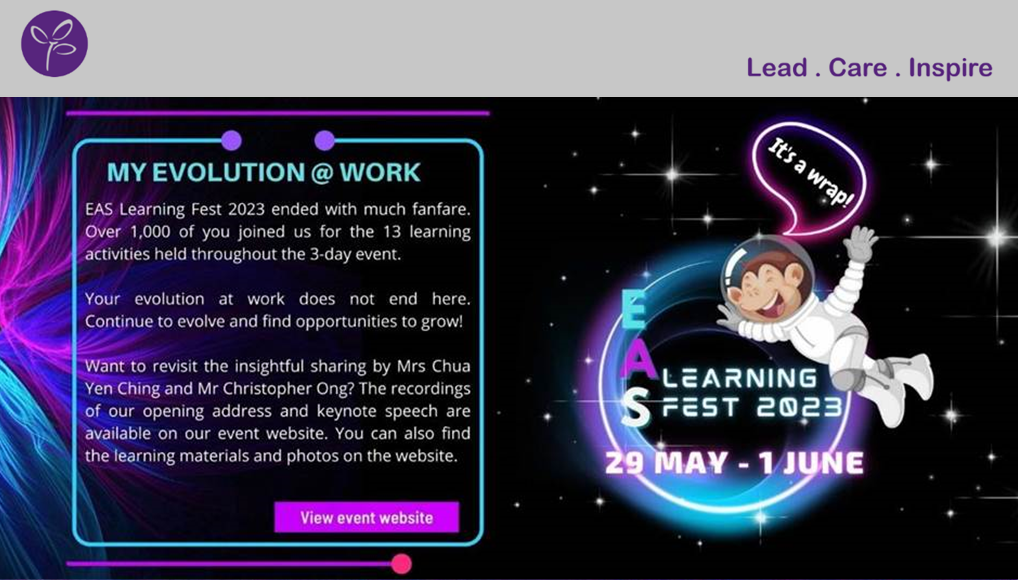 Lead . Care . Inspire
MY EVOLUTION @ WORK
EAS Learning Fest 2023 ended with much fanfare.
Over 1,000 of you joined us for the 13 learning
activities held throughout the 3-day event.
Your evolution at work does not end here.
Continue to evolve and find opportunities to grow!
Want to revisit the insightful sharing by Mrs Chua
Yen Ching and Mr Christopher Ong? The recordings
of our opening address and keynote speech are
available on our event website. You can also find
the learning materials and photos on the website.
View event website
It's a wrap!
EAS
LEARNING
FEST 2023
29 MAY - 1 JUNE